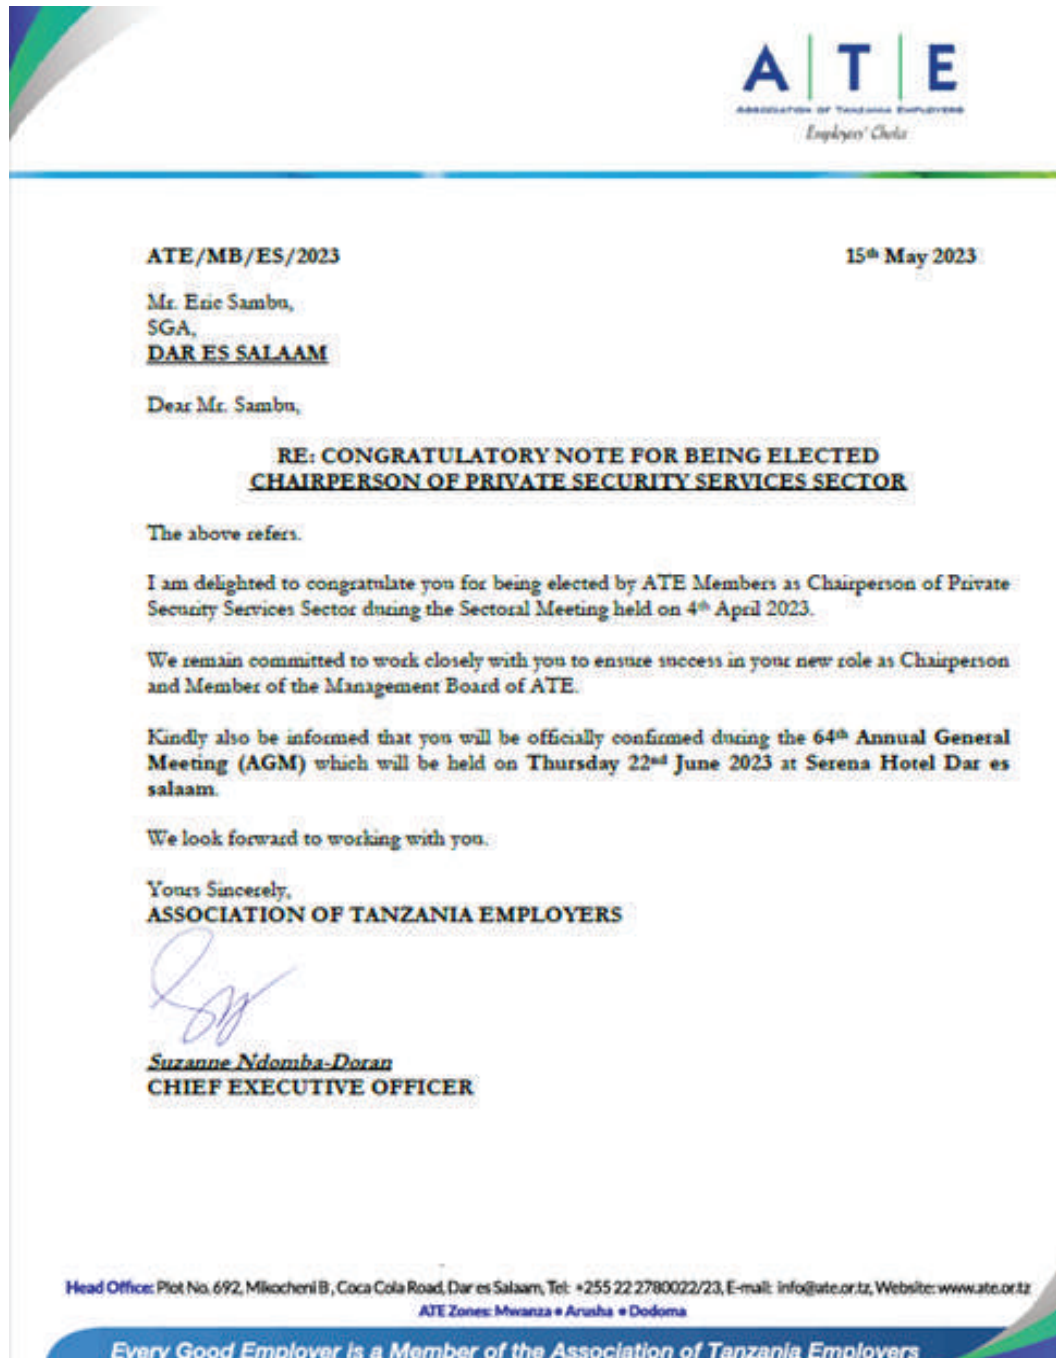 A T E
ASSOCIATION OF TANZANIA EMPLOYERS
Employers' Choice
ATE/MB/ES/2023 15th May 2023
Mr. Eric Sambu,
SGA,
DAR ES SALAAM
Dear Mr. Sambu,
RE: CONGRATULATORY NOTE FOR BEING ELECTED
CHAIRPERSON OF PRIVATE SECURITY SERVICES SECTOR
The above refers.
I am delighted to congratulate you for being elected by ATE Members as Chairperson of Private
Security Services Sector during the Sectoral Meeting held on 4th April 2023.
We remain committed to work closely with you to ensure success in your new role as Chairperson
and Member of the Management Board of ATE.
Kindly also be informed that you will be officially confirmed during the 64th Annual General
Meeting (AGM) which will be held on Thursday 22nd June 2023 at Serena Hotel Dar es
salaam.
We look forward to working with you.
Yours Sincerely,
ASSOCIATION OF TANZANIA EMPLOYERS
Suzanne Ndomba-Doran
CHIEF EXECUTIVE OFFICER
Head Office: Plot No. 692, Mikocheni B, Coca Cola Road, Dar es Salaam, Tel: +255 22 2780022/23, E-mail: info@ate.or.tz, Website: www.ate.or.tz
ATE Zones: Mwanza • Arusha • Dodoma
Every Good Employer is a Member of the Association of Tanzania Employers